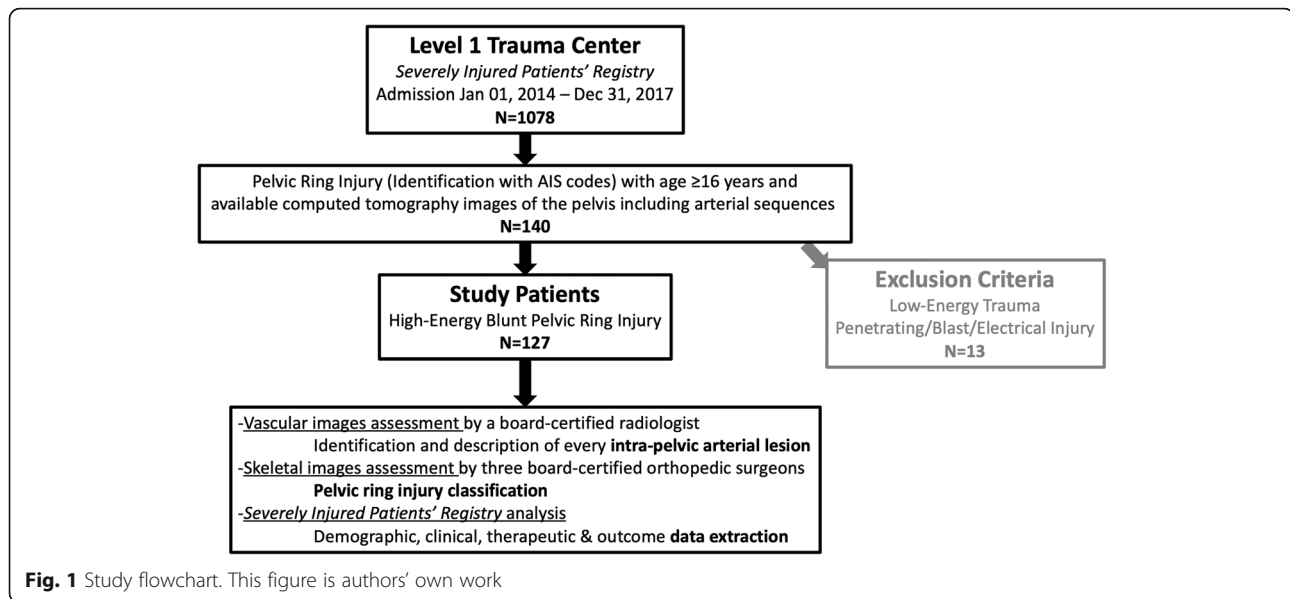 Level 1 Trauma Center
Severely Injured Patients' Registry
Admission Jan 01, 2014 – Dec 31, 2017
N=1078
Pelvic Ring Injury (Identification with AIS codes) with age ≥16 years and
available computed tomography images of the pelvis including arterial sequences
N=140
Study Patients
High-Energy Blunt Pelvic Ring Injury
N=127
Exclusion Criteria
Low-Energy Trauma
Penetrating/Blast/Electrical Injury
N=13
-Vascular images assessment by a board-certified radiologist
Identification and description of every intra-pelvic arterial lesion
-Skeletal images assessment by three board-certified orthopedic surgeons
Pelvic ring injury classification
-Severely Injured Patients' Registry analysis
Demographic, clinical, therapeutic & outcome data extraction
Fig. 1 Study flowchart. This figure is authors' own work